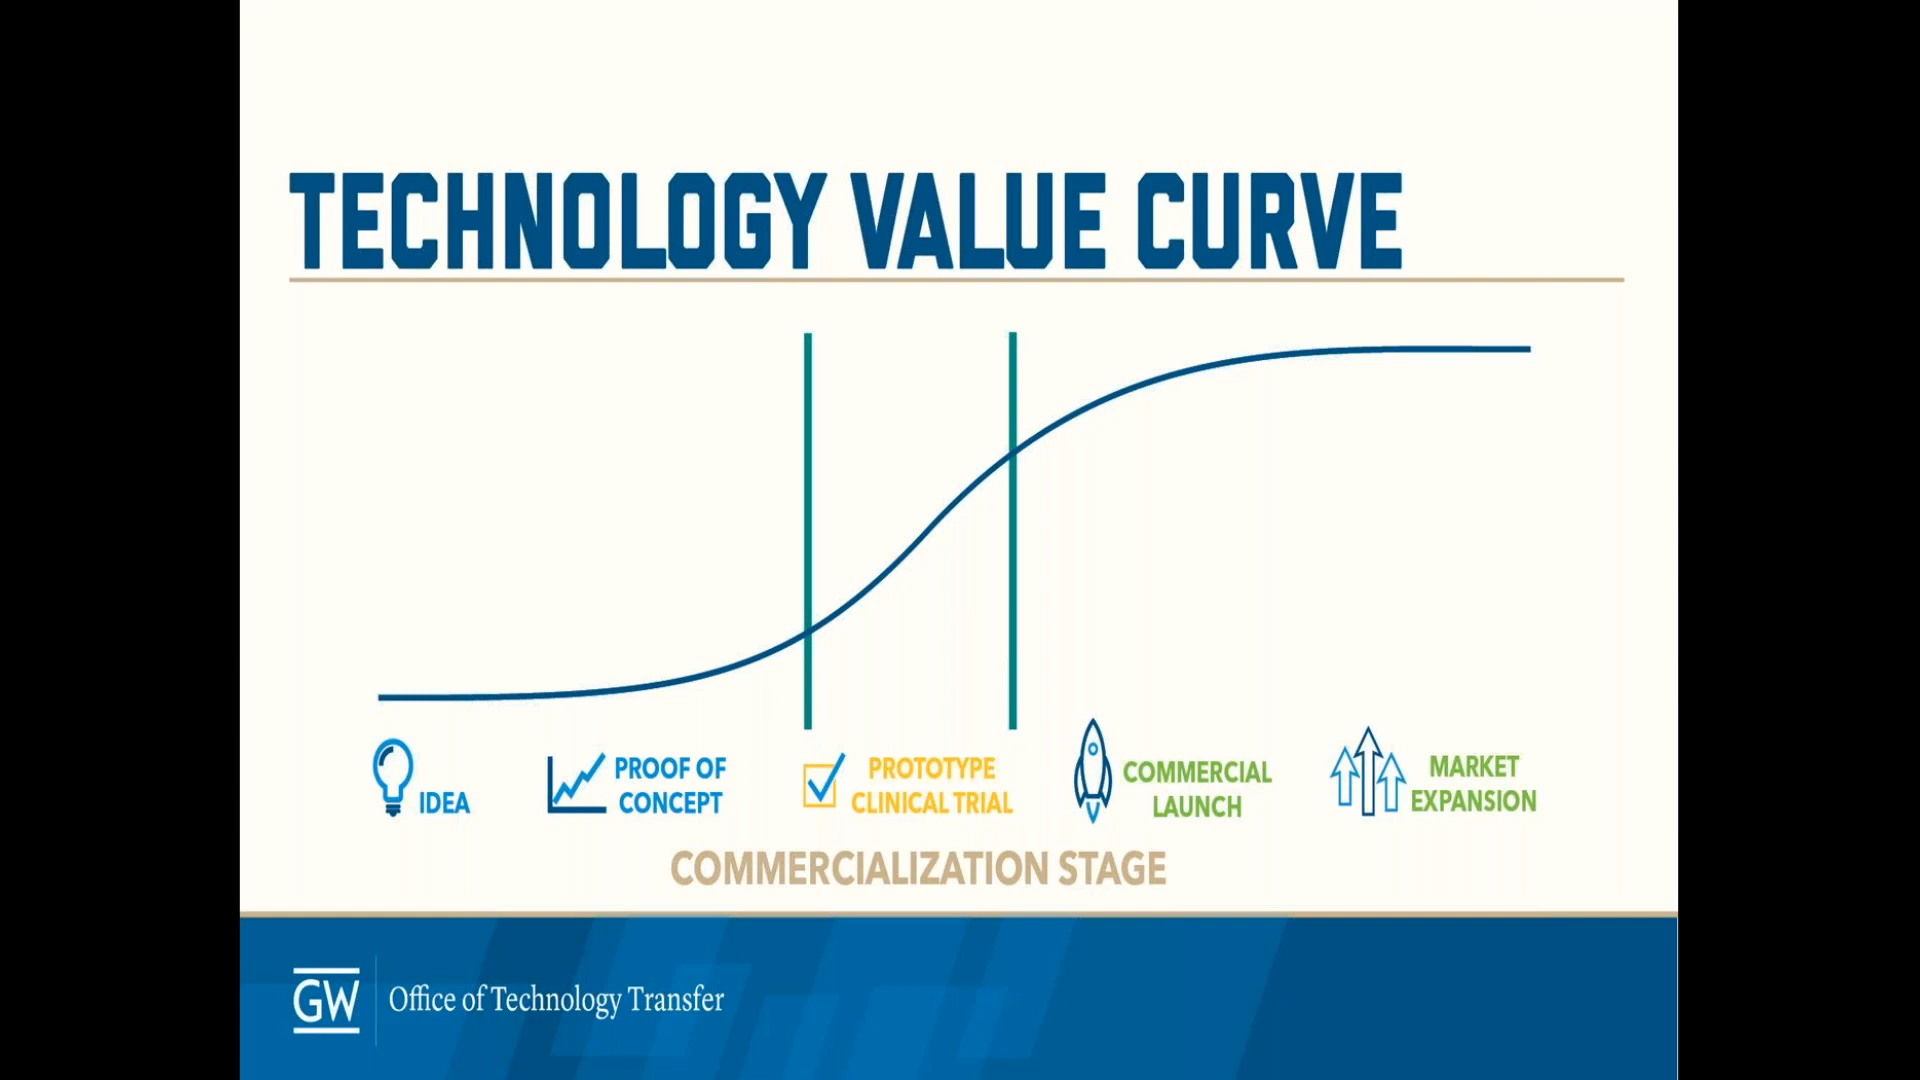 TECHNOLOGY VALUE CURVE
IDEA
PROOF OF
CONCEPT
PROTOTYPE
CLINICAL TRIAL
COMMERCIAL
LAUNCH
MARKET
EXPANSION
COMMERCIALIZATION STAGE
GW
Office of Technology Transfer